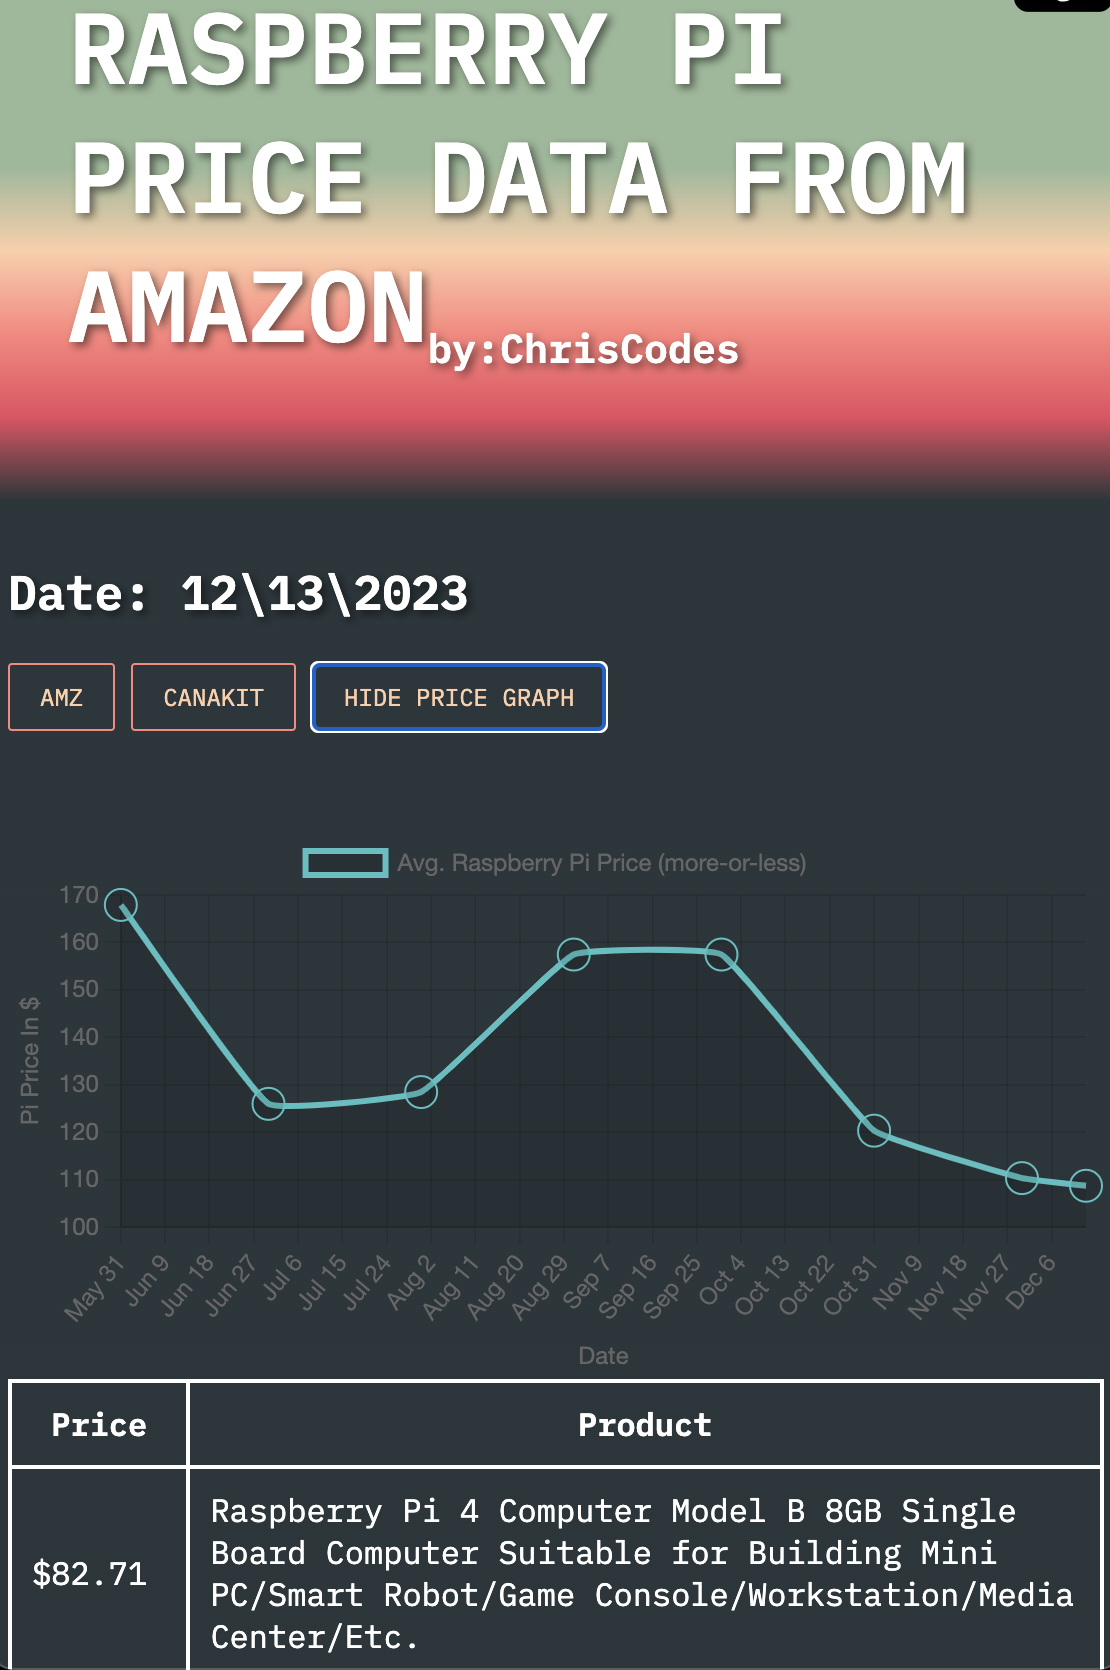 RASPBERRY PI
PRICE DATA FROM
AMAZON by:ChrisCodes
Date: 12\13\2023
AMZ CANAKIT HIDE PRICE GRAPH
Avg. Raspberry Pi Price (more-or-less)
170
160
150
140
130
120
110
100
Pi Price In $
May 31 Jun 9 Jun 18 Jun 27 Jul 6 Jul 15 Jul 24 Aug 2 Aug 11 Aug 20 Aug 29 Sep 7 Sep 16 Sep 25 Oct 4 Oct 13 Oct 22 Oct 31 Nov 9 Nov 18 Nov 27 Dec 6
Date
Price Product
$82.71
Raspberry Pi 4 Computer Model B 8GB Single
Board Computer Suitable for Building Mini
PC/Smart Robot/Game Console/Workstation/Media
Center/Etc.